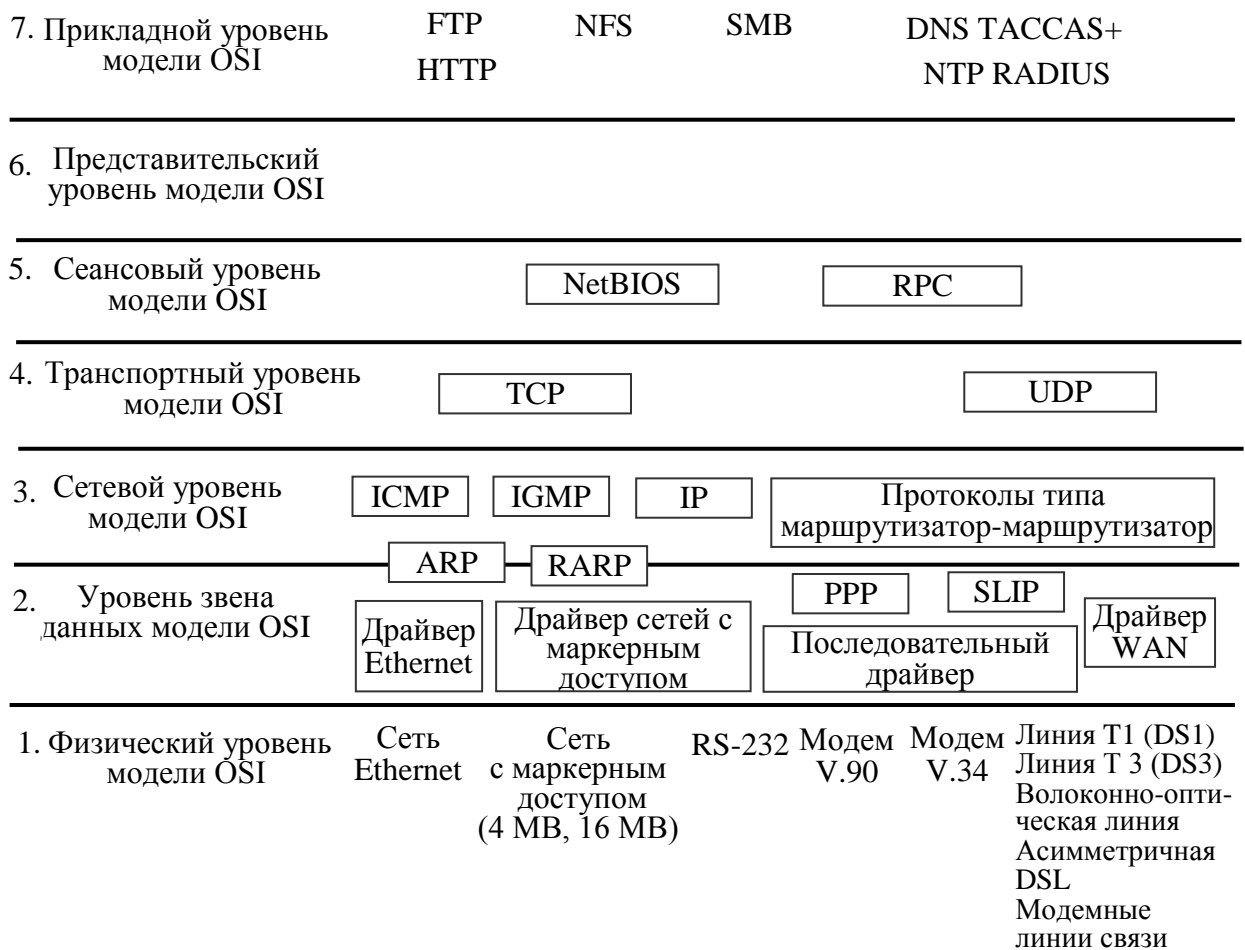 7. Прикладной уровень
модели OSI
FTP NFS SMB DNS TACCAS+
HTTP NTP RADIUS
6. Представительский
уровень модели OSI
5. Сеансовый уровень
модели OSI
NetBIOS RPC
4. Транспортный уровень
модели OSI
TCP UDP
3. Сетевой уровень
модели OSI
ICMP IGMP IP
Протоколы типа
маршрутизатор-маршрутизатор
ARP RARP
2. Уровень звена
данных модели OSI
Драйвер
Ethernet
Драйвер сетей с
маркерным
доступом
PPP SLIP
Последовательный
драйвер
Драйвер
WAN
1. Физический уровень
модели OSI
Сеть
Ethernet
Сеть
с маркерным
доступом
(4 MB, 16 MB)
RS-232
Модем
V.90
Модем
V.34
Линия T1 (DS1)
Линия T 3 (DS3)
Волоконно-опти-
ческая линия
Асимметричная
DSL
Модемные
линии связи